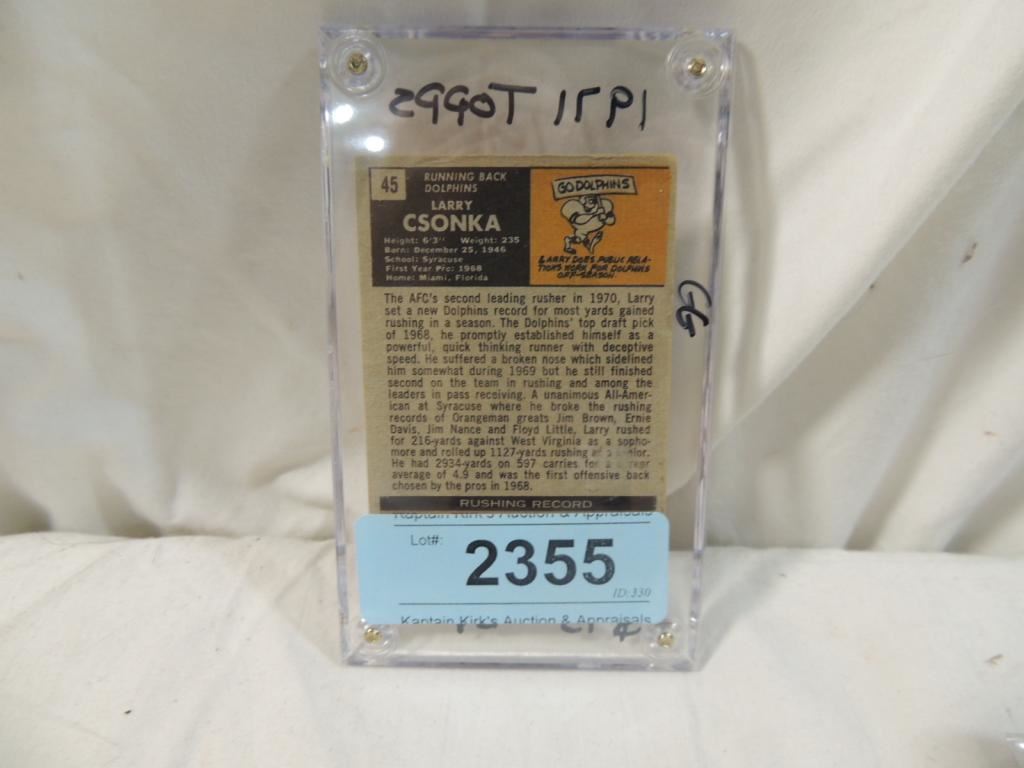 1971 Topps
45
RUNNING BACK
DOLPHINS
LARRY
CSONKA
Height: 6'3" Weight: 235
Born: December 25, 1946
School: Syracuse
First Year Pro: 1968
Home: Miami, Florida
GO DOLPHINS
LARRY DOES PUBLIC RELA-
TIONS WORK FOR DOLPHINS
OFF-SEASON.
The AFC's second leading rusher in 1970, Larry
set a new Dolphins record for most yards gained
rushing in a season. The Dolphins' top draft pick
of 1968, he promptly established himself as a
powerful, quick thinking runner with deceptive
speed. He suffered a broken nose which sidelined
him somewhat during 1969 but he still finished
second on the team in rushing and among the
leaders in pass receiving. A unanimous All-Amer-
ican at Syracuse where he broke the rushing
records of Orangeman greats Jim Brown, Ernie
Davis, Jim Nance and Floyd Little, Larry rushed
for 216-yards against West Virginia as a sopho-
more and rolled up 1127-yards rushing as
He had 2934-yards on 597 carries for a
average of 4.9 and was the first offensive back
chosen by the pros in 1968.
RUSHING RECORD
Kaptain Kirk's Auction & Appraisals
Lot#:
2355
ID:330
Kaptain Kirk's Auction & Appraisals